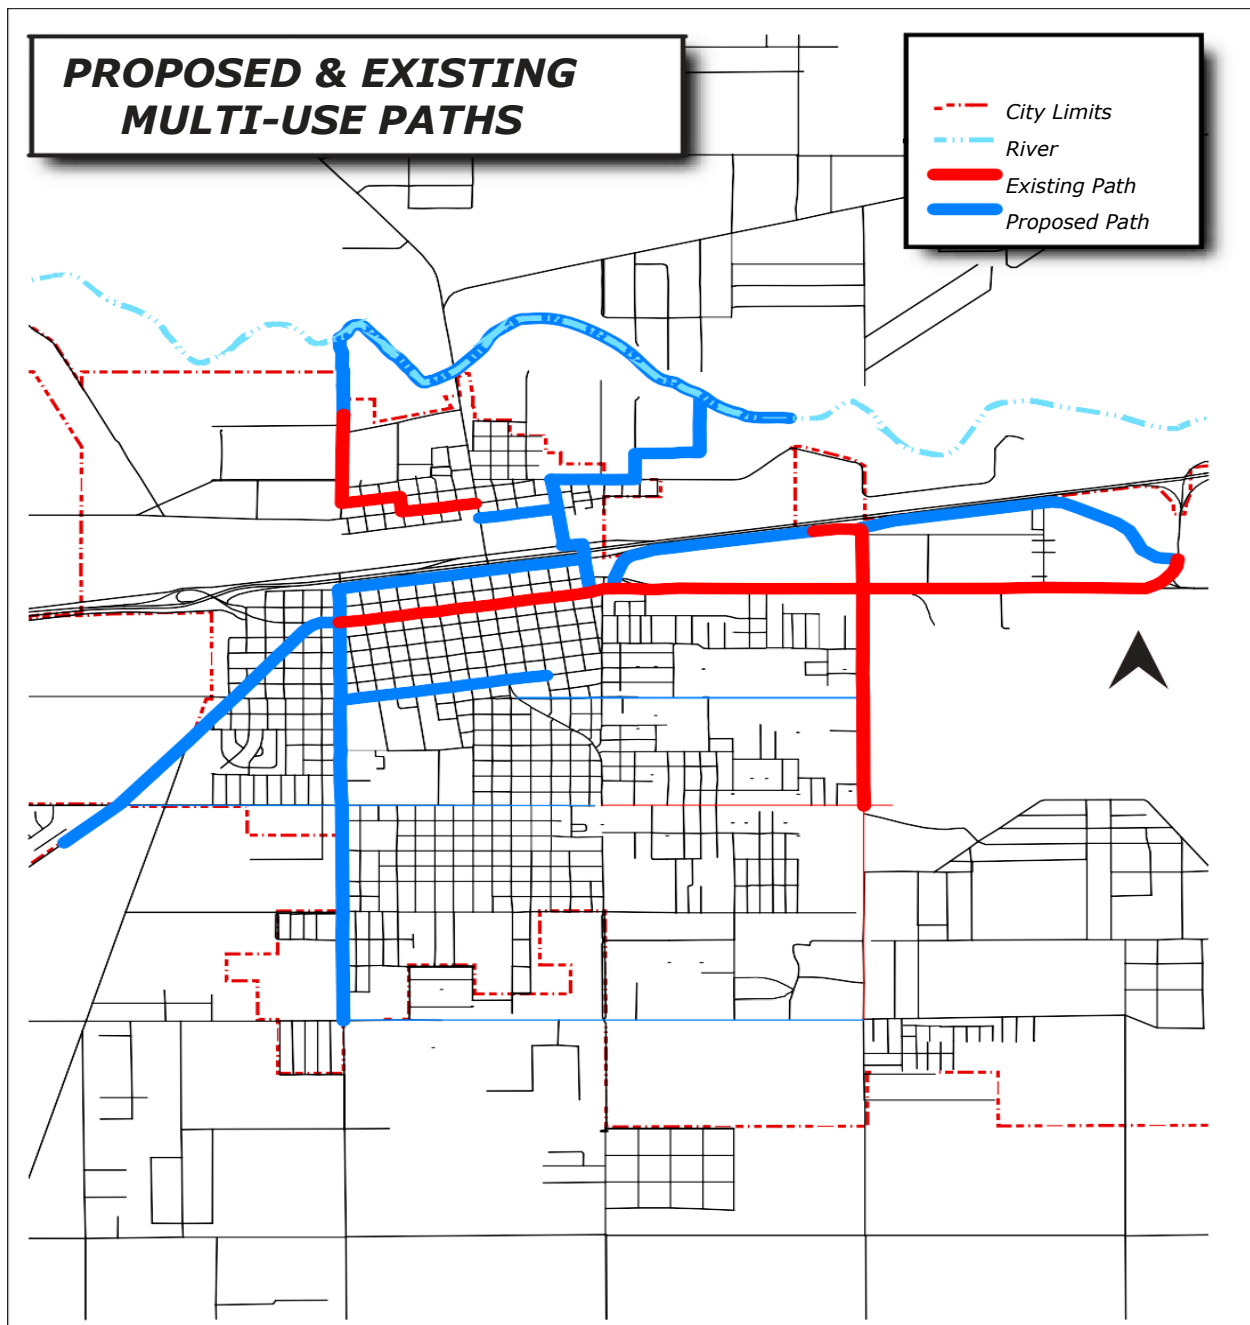 PROPOSED & EXISTING
MULTI-USE PATHS
City Limits
River
Existing Path
Proposed Path